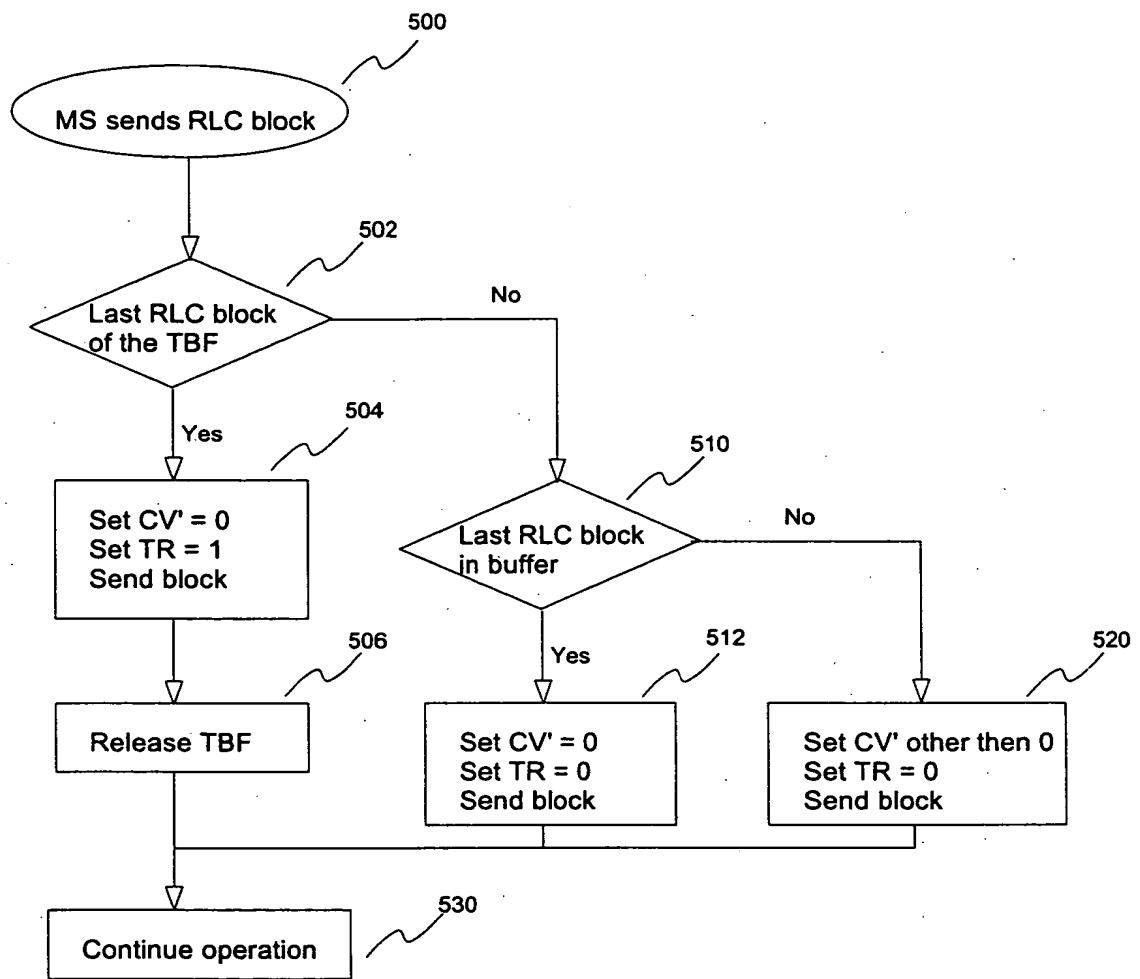 500
MS sends RLC block
502
Last RLC block
of the TBF
No
Yes
504
Set CV' = 0
Set TR = 1
Send block
510
Last RLC block
in buffer
No
506
Release TBF
Yes
512
Set CV' = 0
Set TR = 0
Send block
520
Set CV' other then 0
Set TR = 0
Send block
530
Continue operation